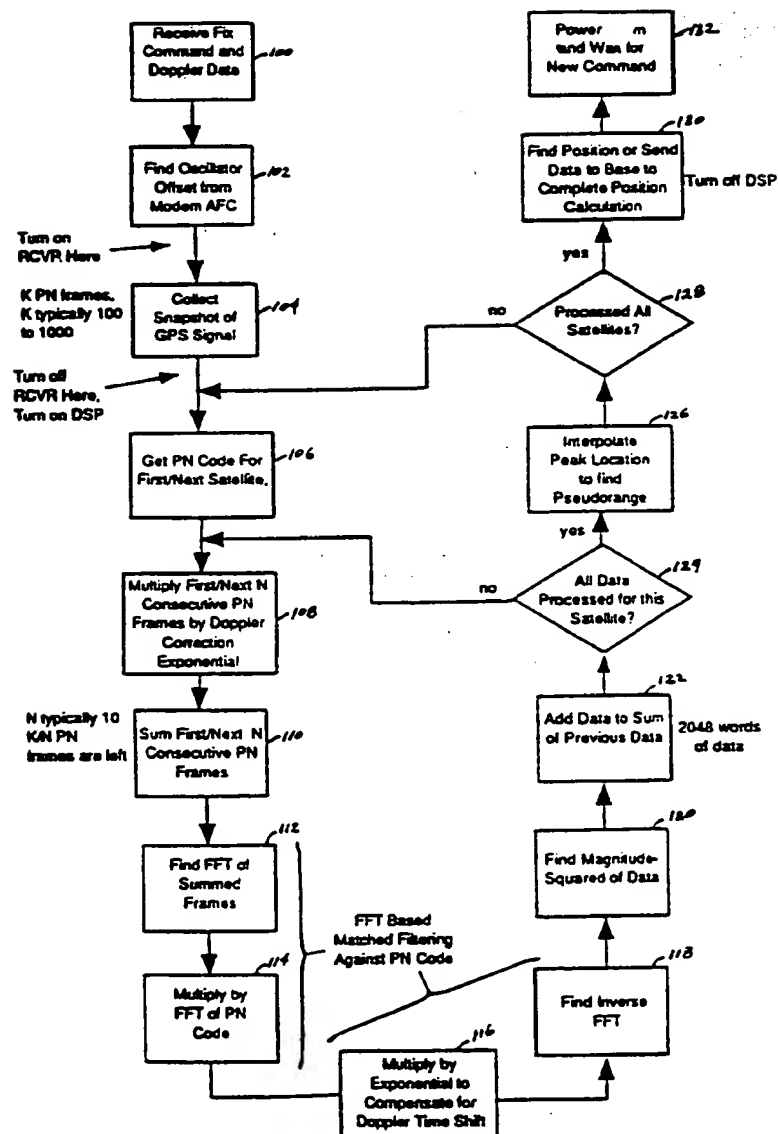 Receive Fix
Command and
Doppler Data
100
Find Oscillator
Offset from
Modem AFC
102
Turn on
RCVR Here
K PN frames,
K typically 100
to 1000
Collect
Snapshot of
GPS Signal
104
Turn off
RCVR Here,
Turn on DSP
Get PN Code For
First/Next Satellite.
106
Multiply First/Next N
Consecutive PN
Frames by Doppler
Correction
Exponential
108
N typically 10
K/N PN
frames are left
Sum First/Next N
Consecutive PN
Frames
110
Find FFT of
Summed
Frames
112
Multiply by
FFT of PN
Code
114
FFT Based
Matched Filtering
Against PN Code
Multiply by
Exponential to
Compensate for
Doppler Time Shift
116
Find Inverse
FFT
118
Find Magnitude-
Squared of Data
120
Add Data to Sum
of Previous Data
122
2048 words
of data
All Data
Processed for this
Satellite?
124
no
yes
Interpolate
Peak Location
to find
Pseudorange
126
Processed All
Satellites?
128
no
yes
Find Position or Send
Data to Base to
Complete Position
Calculation
130
Turn off DSP
Power
and
for
New Command
132